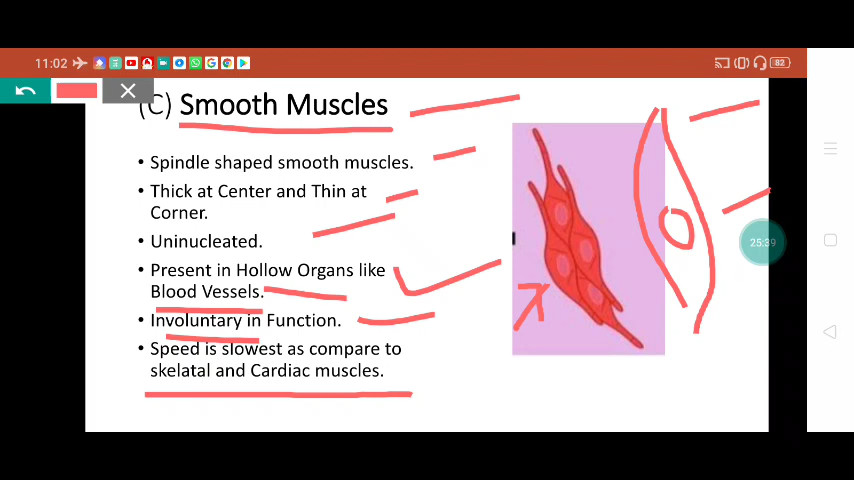 11:02
82
(C) Smooth Muscles
• Spindle shaped smooth muscles.
• Thick at Center and Thin at
Corner.
• Uninucleated.
• Present in Hollow Organs like
Blood Vessels.
• Involuntary in Function.
• Speed is slowest as compare to
skelatal and Cardiac muscles.
25:39